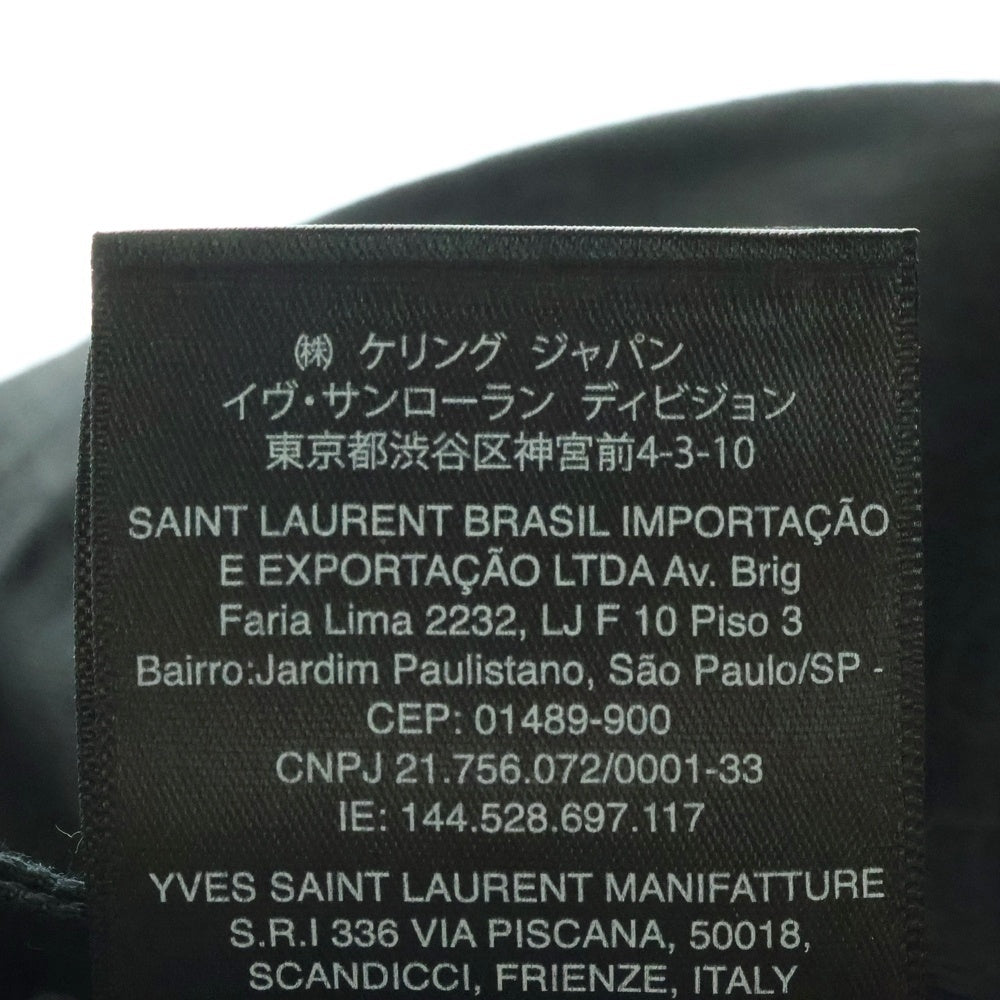 ㈱ ケリング ジャパン
イヴ・サンローラン ディビジョン
東京都渋谷区神宮前4-3-10
SAINT LAURENT BRASIL IMPORTAÇÃO
E EXPORTAÇÃO LTDA Av. Brig
Faria Lima 2232, LJ F 10 Piso 3
Bairro:Jardim Paulistano, São Paulo/SP -
CEP: 01489-900
CNPJ 21.756.072/0001-33
IE: 144.528.697.117
YVES SAINT LAURENT MANIFATTURE
S.R.I 336 VIA PISCANA, 50018,
SCANDICCI, FRIENZE, ITALY